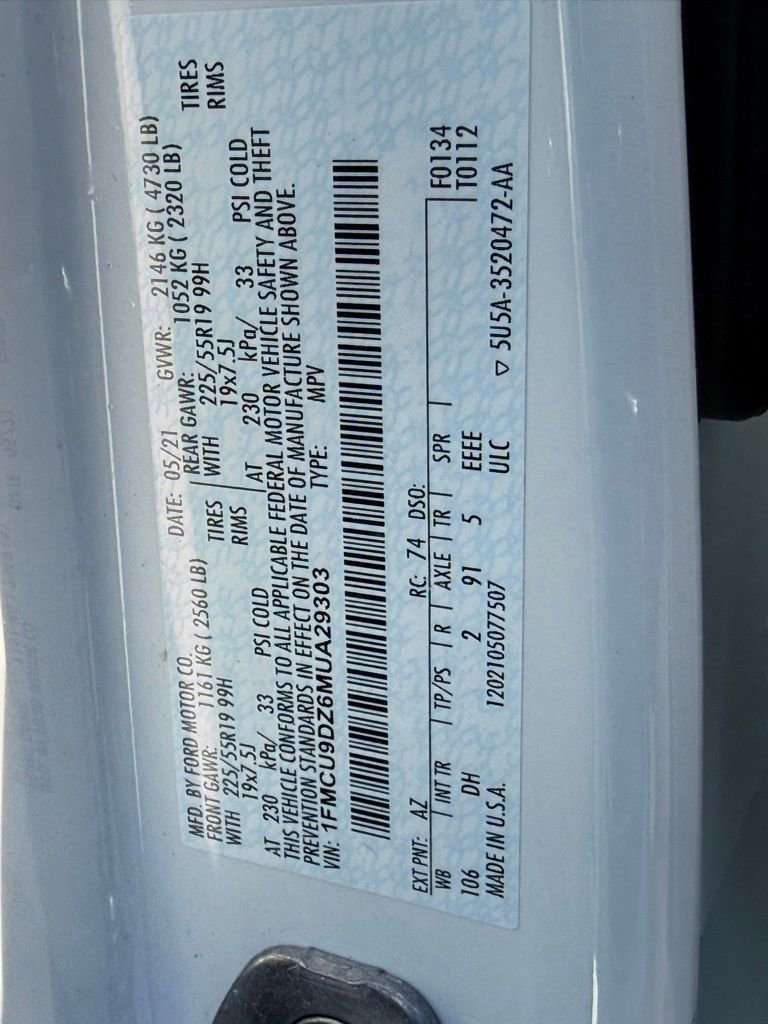 MFD. BY FORD MOTOR CO.
DATE: 05/21 GVWR: 2146 KG ( 4730 LB)
FRONT GAWR: 1161 KG ( 2560 LB) REAR GAWR: 1052 KG ( 2320 LB)
WITH 225/55R19 99H TIRES WITH 225/55R19 99H TIRES
19x7.5J RIMS 19x7.5J RIMS
AT 230 kPa/ 33 PSI COLD AT 230 kPa/ 33 PSI COLD
THIS VEHICLE CONFORMS TO ALL APPLICABLE FEDERAL MOTOR VEHICLE SAFETY AND THEFT
PREVENTION STANDARDS IN EFFECT ON THE DATE OF MANUFACTURE SHOWN ABOVE.
VIN: 1FMCU9DZ6MUA29303 TYPE: MPV
EXT PNT: AZ RC: 74 DSO:
WB INT TR TP/PS R AXLE TR SPR F0134
106 DH 2 91 5 EEEE T0112
MADE IN U.S.A. 1202105077507 ULC ▽ 5U5A-3520472-AA